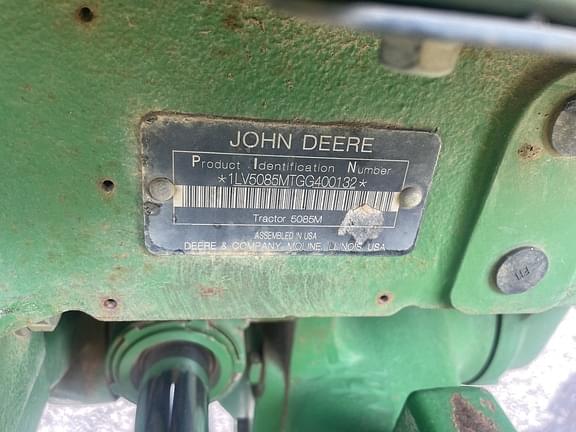 JOHN DEERE
Product Identification Number
*1LV5085MTGG400132*
Tractor 5085M
ASSEMBLED IN USA
DEERE & COMPANY MOLINE, ILLINOIS, USA